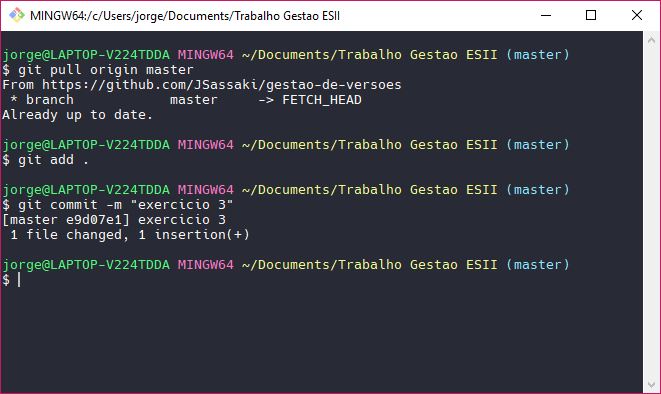 MINGW64:/c/Users/jorge/Documents/Trabalho Gestao ESII
jorge@LAPTOP-V224TDDA MINGW64 ~/Documents/Trabalho Gestao ESII (master)
$ git pull origin master
From https://github.com/JSassaki/gestao-de-versoes
 * branch            master     -> FETCH_HEAD
Already up to date.
jorge@LAPTOP-V224TDDA MINGW64 ~/Documents/Trabalho Gestao ESII (master)
$ git add .
jorge@LAPTOP-V224TDDA MINGW64 ~/Documents/Trabalho Gestao ESII (master)
$ git commit -m "exercicio 3"
[master e9d07e1] exercicio 3
 1 file changed, 1 insertion(+)
jorge@LAPTOP-V224TDDA MINGW64 ~/Documents/Trabalho Gestao ESII (master)
$